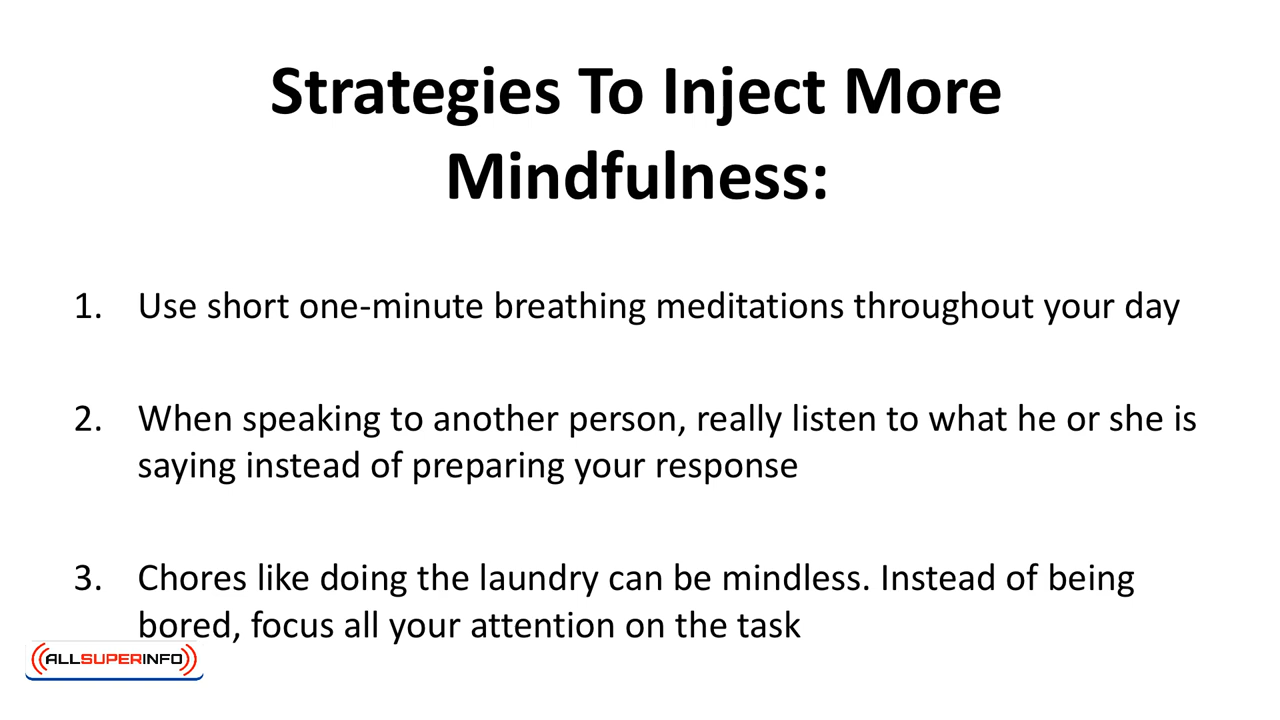 Strategies To Inject More
Mindfulness:
1. Use short one-minute breathing meditations throughout your day
2. When speaking to another person, really listen to what he or she is
saying instead of preparing your response
3. Chores like doing the laundry can be mindless. Instead of being
bored, focus all your attention on the task
ALLSUPERINFO